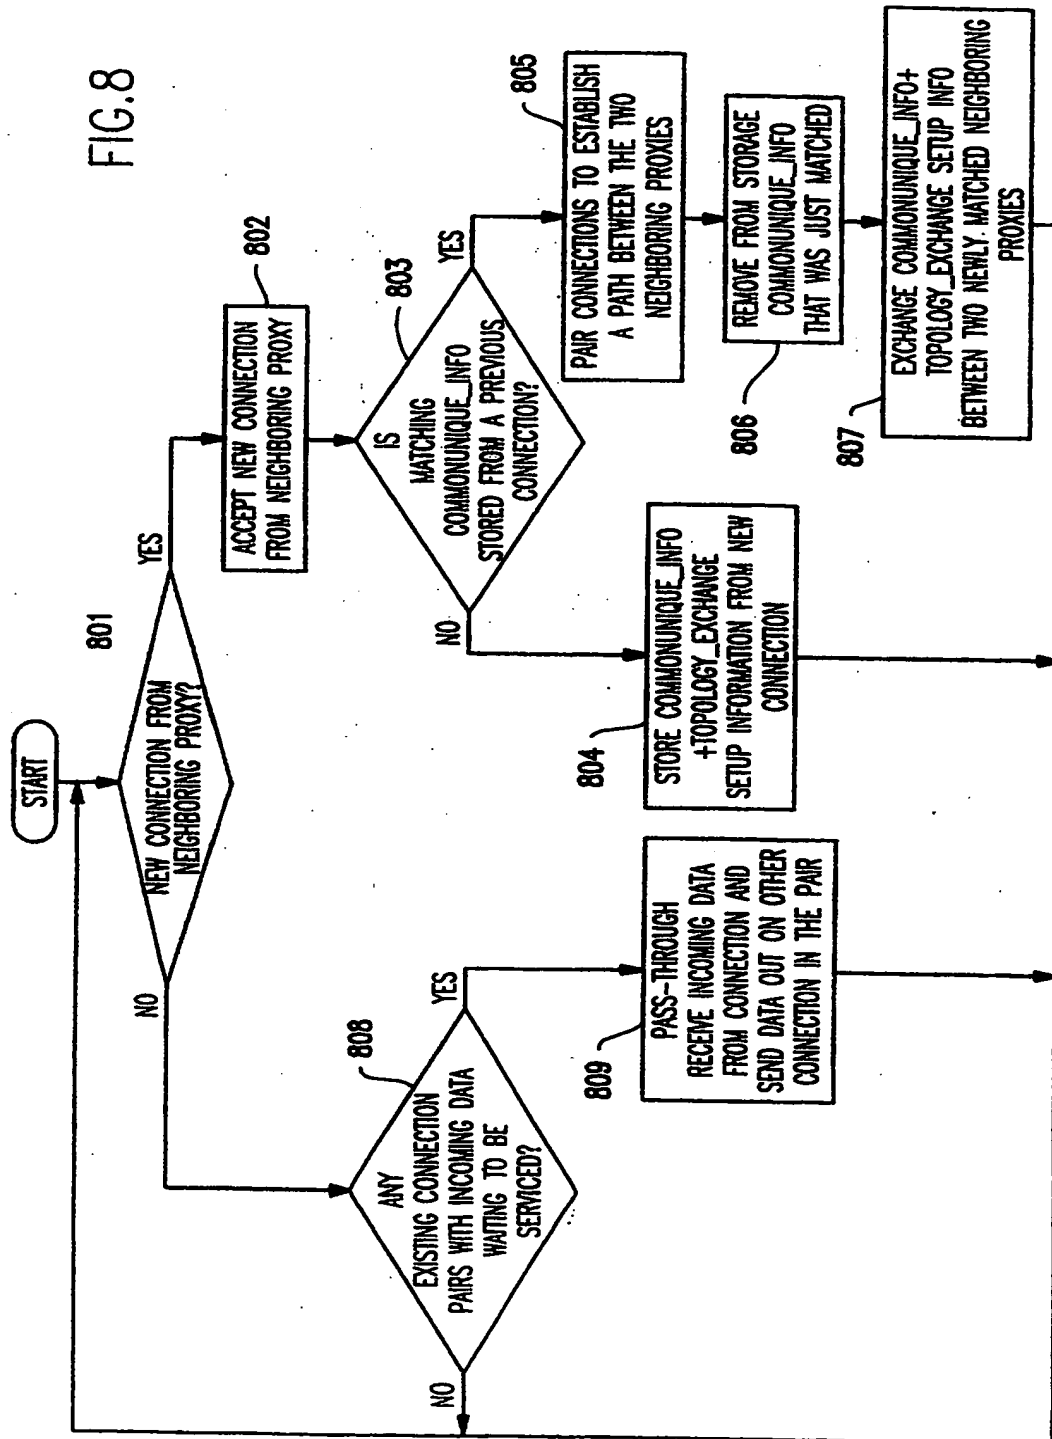 FIG.8
START
801
NEW CONNECTION FROM
NEIGHBORING PROXY?
YES
NO
802
ACCEPT NEW CONNECTION
FROM NEIGHBORING PROXY
803
IS
MATCHING
COMMONUNIQUE_INFO
STORED FROM A PREVIOUS
CONNECTION?
YES
NO
805
PAIR CONNECTIONS TO ESTABLISH
A PATH BETWEEN THE TWO
NEIGHBORING PROXIES
806
REMOVE FROM STORAGE
COMMONUNIQUE_INFO
THAT WAS JUST MATCHED
807
EXCHANGE COMMONUNIQUE_INFO+
TOPOLOGY_EXCHANGE SETUP INFO
BETWEEN TWO NEWLY MATCHED NEIGHBORING
PROXIES
804
STORE COMMONUNIQUE_INFO
+TOPOLOGY_EXCHANGE
SETUP INFORMATION FROM NEW
CONNECTION
808
ANY
EXISTING CONNECTION
PAIRS WITH INCOMING DATA
WAITING TO BE
SERVICED?
YES
NO
809
PASS-THROUGH
RECEIVE INCOMING DATA
FROM CONNECTION AND
SEND DATA OUT ON OTHER
CONNECTION IN THE PAIR